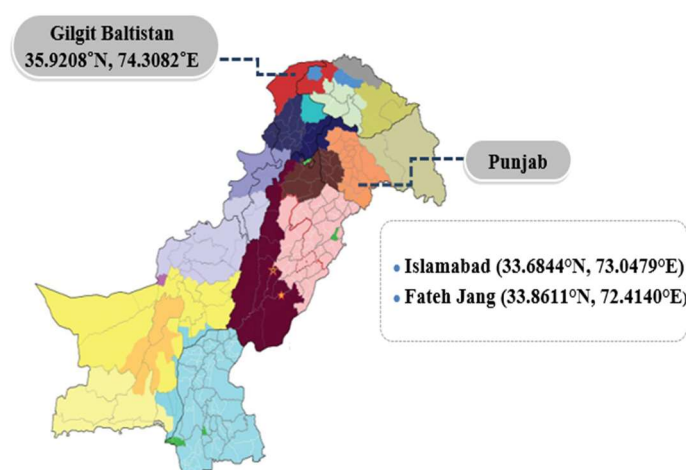 Gilgit Baltistan
35.9208°N, 74.3082°E
Punjab
• Islamabad (33.6844°N, 73.0479°E)
• Fateh Jang (33.8611°N, 72.4140°E)